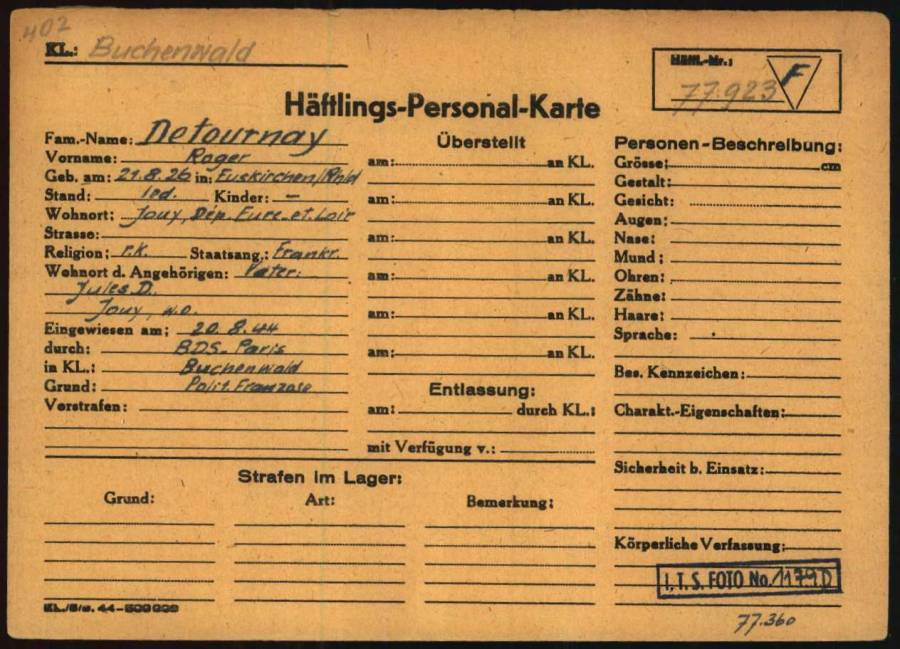 402
KL.: Buchenwald
Häftl.-Nr.: 77.923 F
Häftlings-Personal-Karte
Fam.-Name: Detournay
Vorname: Roger
Geb. am: 21.8.26 in: Euskirchen/Rhld
Stand: led. Kinder: –
Wohnort: Jouy, Dép. Eure-et-Loir
Strasse:
Religion: r.k. Staatsang.: Frankr.
Wohnort d. Angehörigen: Vater:
Jules D.
Jouy, w.o.
Eingewiesen am: 20.8.44
durch: BDS-Paris
in KL.: Buchenwald
Grund: Polit. Franzose
Vorstrafen:
Überstellt
am: an KL.
am: an KL.
am: an KL.
am: an KL.
am: an KL.
am: an KL.
Entlassung:
am: durch KL.:
mit Verfügung v.:
Personen-Beschreibung:
Grösse: cm
Gestalt:
Gesicht:
Augen:
Nase:
Mund:
Ohren:
Zähne:
Haare:
Sprache:
Bes. Kennzeichen:
Charakt.-Eigenschaften:
Sicherheit b. Einsatz:
Körperliche Verfassung:
Strafen im Lager:
Grund: Art: Bemerkung:
I.T.S. FOTO No. 1179 D
77.360